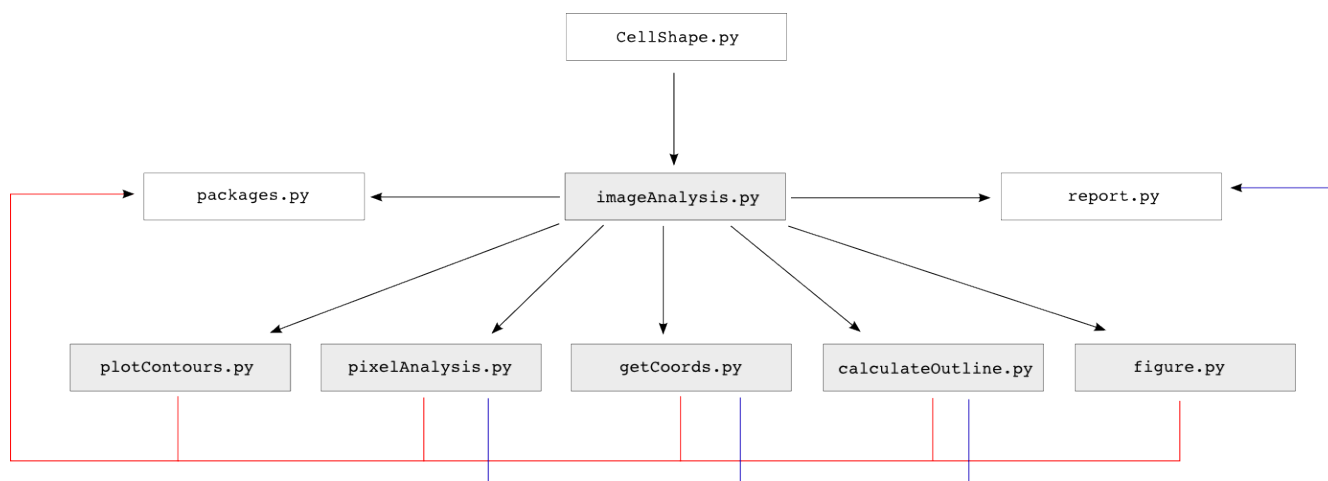 CellShape.py
packages.py
imageAnalysis.py
report.py
plotContours.py
pixelAnalysis.py
getCoords.py
calculateOutline.py
figure.py